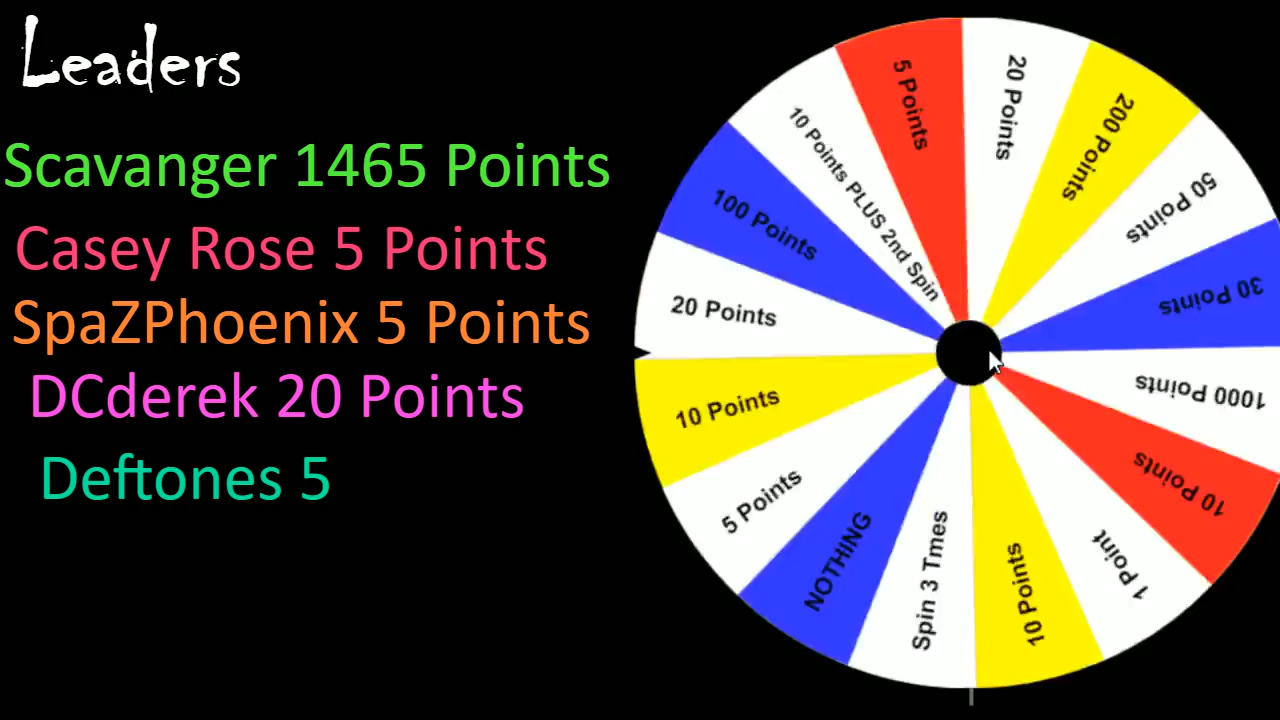 Leaders
Scavanger 1465 Points
Casey Rose 5 Points
SpaZPhoenix 5 Points
DCderek 20 Points
Deftones 5
5 Points
20 Points
200 Points
50 Points
30 Points
1000 Points
10 Points
1 Point
10 Points
Spin 3 Tmes
NOTHING
5 Points
10 Points
20 Points
100 Points
10 Points PLUS 2nd Spin